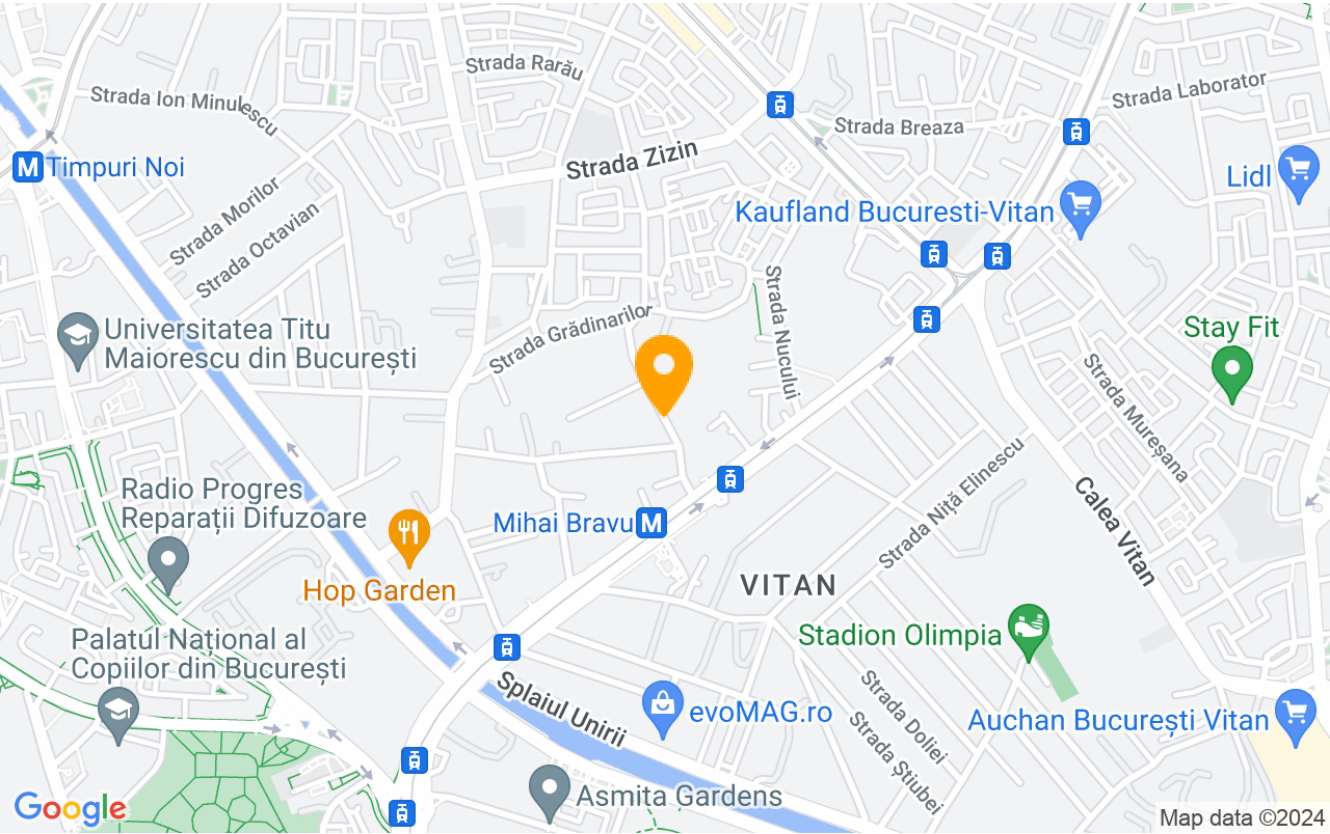 Strada Rarău
Strada Ion Minulescu
Strada Laborator
Strada Breaza
Strada Zizin
M Timpuri Noi
Lidl
Strada Morilor
Kaufland Bucuresti-Vitan
Strada Octavian
Strada Nucului
Strada Grădinarilor
Universitatea Titu
Maiorescu din București
Stay Fit
Strada Mureșana
Strada Niță Elinescu
Calea Vitan
Radio Progres
Reparații Difuzoare
Mihai Bravu M
Hop Garden
VITAN
Stadion Olimpia
Palatul Național al
Copiilor din București
Splaiul Unirii
evoMAG.ro
Strada Doliei
Strada Știubei
Auchan București Vitan
Asmita Gardens
Google
Map data ©2024